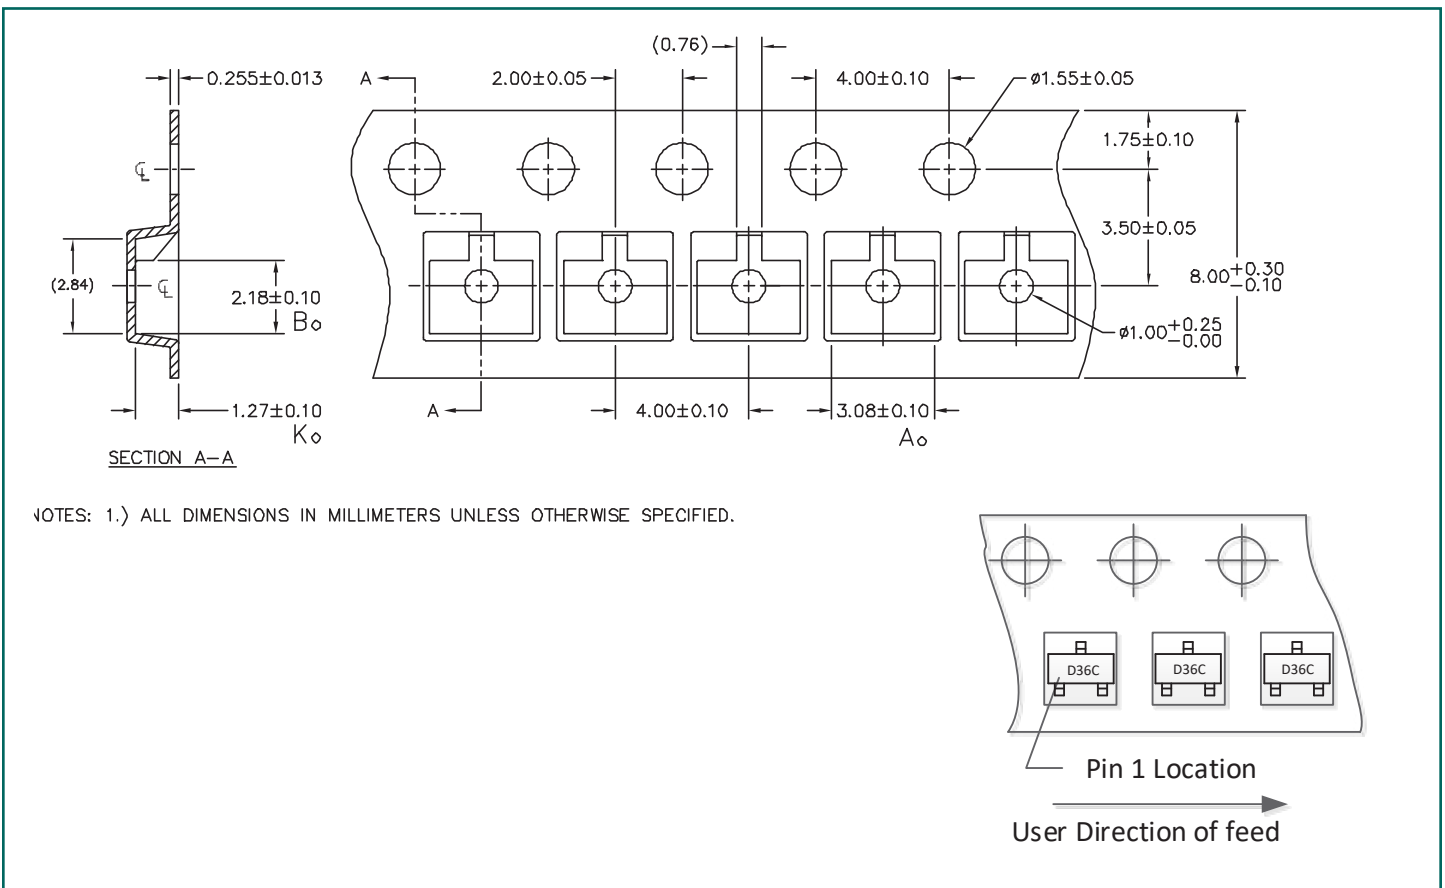 (0.76)
0.255±0.013
A
2.00±0.05
4.00±0.10
ø1.55±0.05
1.75±0.10
℄
3.50±0.05
(2.84)
℄
2.18±0.10
Bo
8.00+0.30
-0.10
ø1.00+0.25
-0.00
1.27±0.10
Ko
A
4.00±0.10
3.08±0.10
Ao
SECTION A-A
NOTES: 1.) ALL DIMENSIONS IN MILLIMETERS UNLESS OTHERWISE SPECIFIED.
D36C
D36C
D36C
Pin 1 Location
User Direction of feed